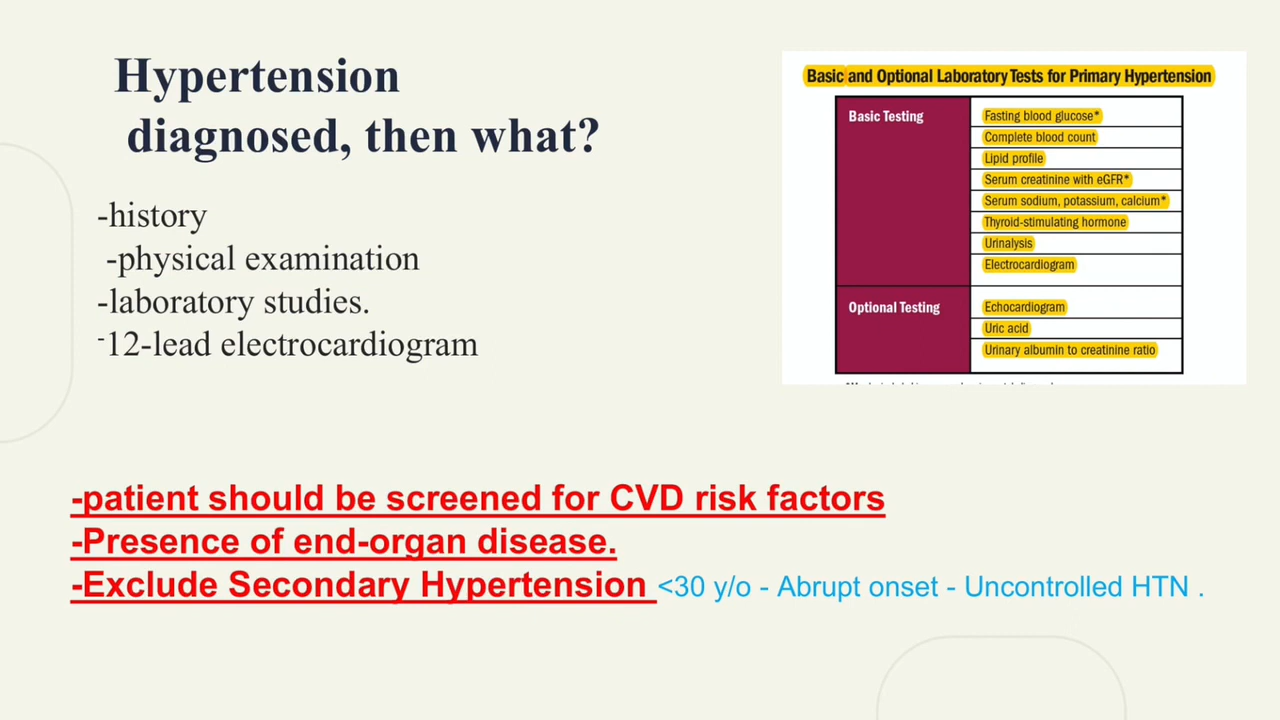 Hypertension
diagnosed, then what?
-history
-physical examination
-laboratory studies.
-12-lead electrocardiogram
Basic and Optional Laboratory Tests for Primary Hypertension
Basic Testing
Fasting blood glucose*
Complete blood count
Lipid profile
Serum creatinine with eGFR*
Serum sodium, potassium, calcium*
Thyroid-stimulating hormone
Urinalysis
Electrocardiogram
Optional Testing
Echocardiogram
Uric acid
Urinary albumin to creatinine ratio
-patient should be screened for CVD risk factors
-Presence of end-organ disease.
-Exclude Secondary Hypertension <30 y/o - Abrupt onset - Uncontrolled HTN .